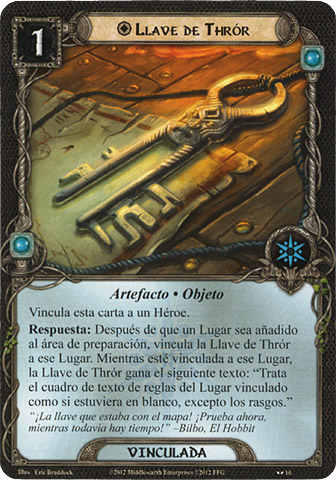 1
Llave de Thrór
Artefacto • Objeto
Vincula esta carta a un Héroe.
Respuesta: Después de que un Lugar sea añadido
al área de preparación, vincula la Llave de Thrór
a ese Lugar. Mientras esté vinculada a ese Lugar,
la Llave de Thrór gana el siguiente texto: “Trata
el cuadro de texto de reglas del Lugar vinculado
como si estuviera en blanco, excepto los rasgos.”
“¡La llave que estaba con el mapa! ¡Prueba ahora,
mientras todavía hay tiempo!” –Bilbo, El Hobbit
VINCULADA
Illus. Eric Braddock ©2012 Middle-earth Enterprises ©2012 FFG 16